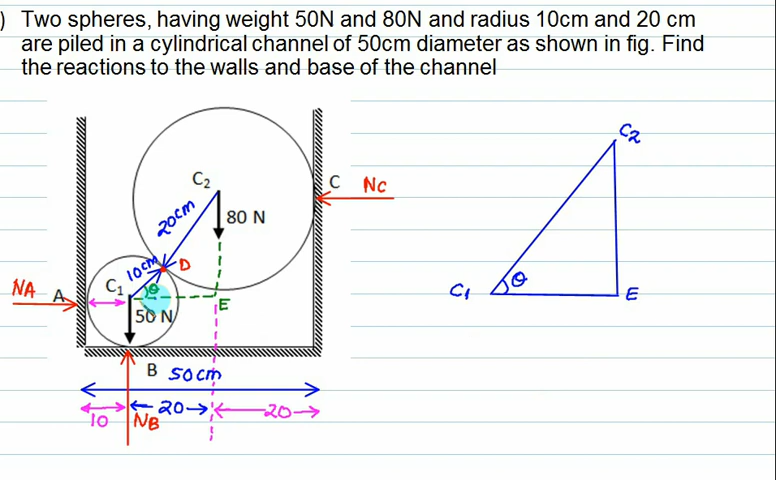 ) Two spheres, having weight 50N and 80N and radius 10cm and 20 cm
are piled in a cylindrical channel of 50cm diameter as shown in fig. Find
the reactions to the walls and base of the channel
C2
C2
C NC
20cm
80 N
10cm D
NA A C1 θ E
50 N
C1 θ E
B 50cm
10 20 20
NB